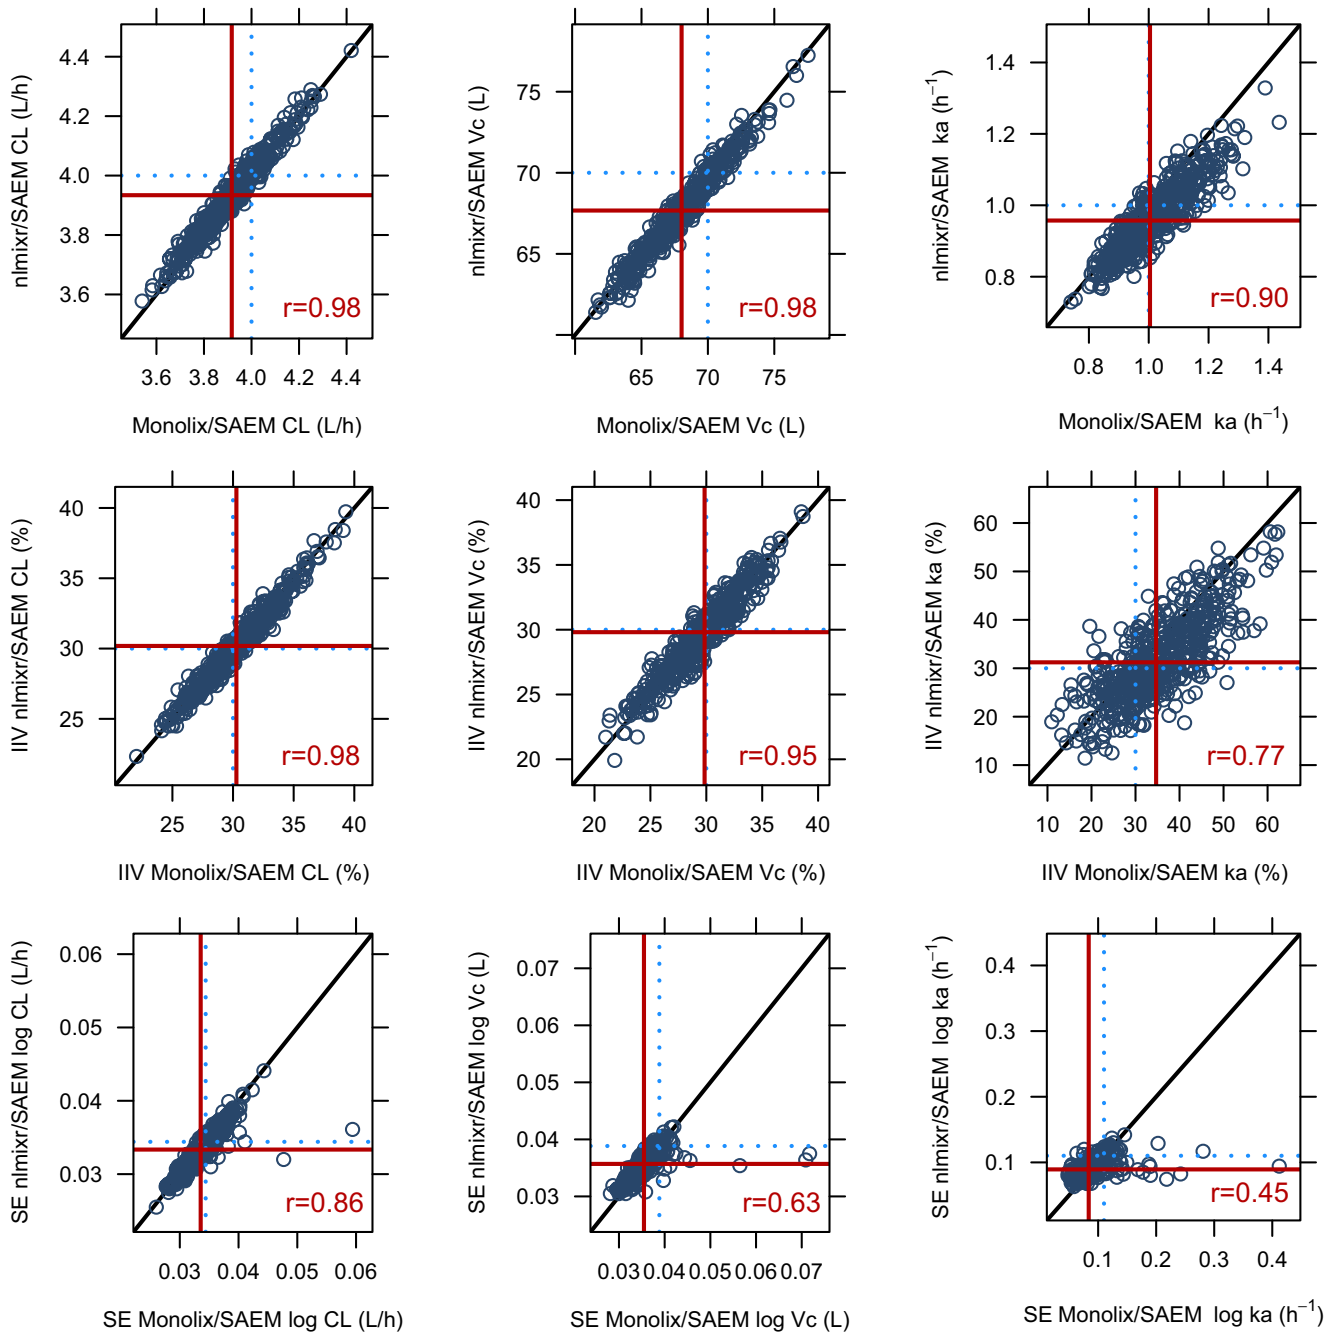 nlmixr/SAEM CL (L/h)
4.4
4.2
4.0
3.8
3.6
r=0.98
3.6 3.8 4.0 4.2 4.4
Monolix/SAEM CL (L/h)
nlmixr/SAEM Vc (L)
75
70
65
r=0.98
65 70 75
Monolix/SAEM Vc (L)
nlmixr/SAEM ka (h⁻¹)
1.4
1.2
1.0
0.8
r=0.90
0.8 1.0 1.2 1.4
Monolix/SAEM ka (h⁻¹)
IIV nlmixr/SAEM CL (%)
40
35
30
25
r=0.98
25 30 35 40
IIV Monolix/SAEM CL (%)
IIV nlmixr/SAEM Vc (%)
40
35
30
25
20
r=0.95
20 25 30 35 40
IIV Monolix/SAEM Vc (%)
IIV nlmixr/SAEM ka (%)
60
50
40
30
20
10
r=0.77
10 20 30 40 50 60
IIV Monolix/SAEM ka (%)
SE nlmixr/SAEM log CL (L/h)
0.06
0.05
0.04
0.03
r=0.86
0.03 0.04 0.05 0.06
SE Monolix/SAEM log CL (L/h)
SE nlmixr/SAEM log Vc (L)
0.07
0.06
0.05
0.04
0.03
r=0.63
0.03 0.04 0.05 0.06 0.07
SE Monolix/SAEM log Vc (L)
SE nlmixr/SAEM log ka (h⁻¹)
0.4
0.3
0.2
0.1
r=0.45
0.1 0.2 0.3 0.4
SE Monolix/SAEM log ka (h⁻¹)